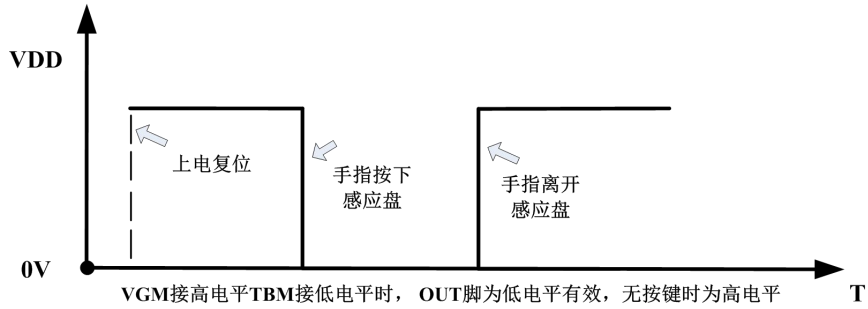 VDD
上电复位
手指按下
感应盘
手指离开
感应盘
0V
T
VGM接高电平TBM接低电平时， OUT脚为低电平有效，无按键时为高电平